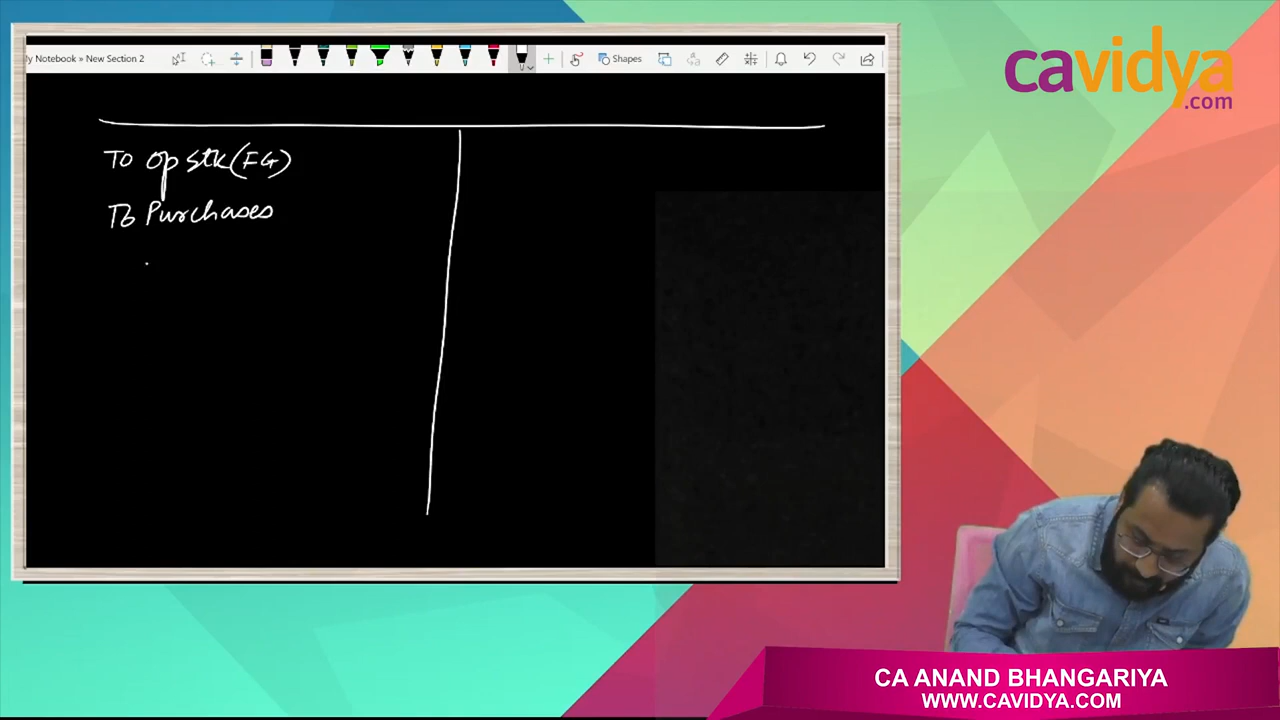 y Notebook » New Section 2
Shapes
cavidya
.com
To op stk (FG)
To Purchases
CA ANAND BHANGARIYA
WWW.CAVIDYA.COM